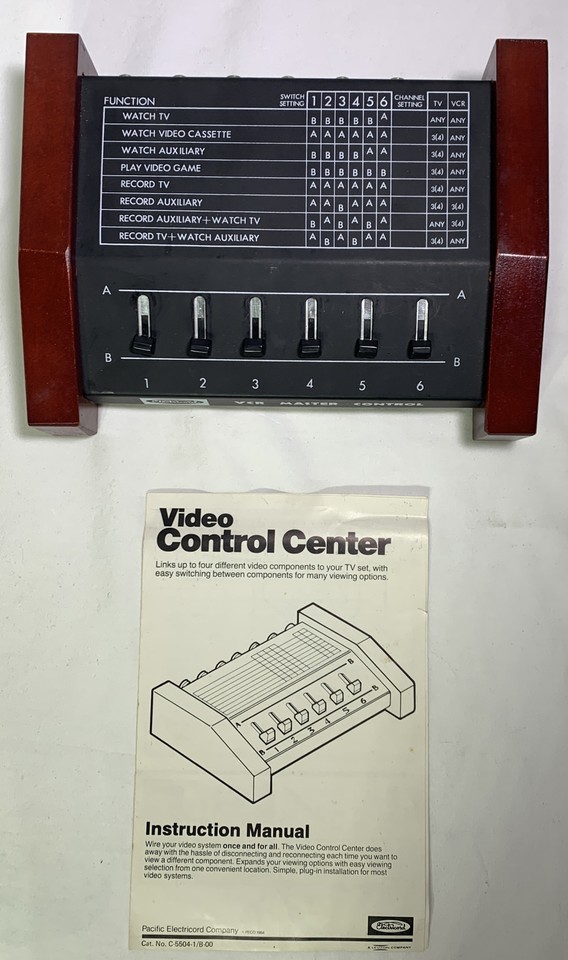 FUNCTION SWITCH SETTING 1 2 3 4 5 6 CHANNEL SETTING TV VCR
WATCH TV B B B B B A ANY ANY
WATCH VIDEO CASSETTE A A A A A A 3(4) ANY
WATCH AUXILIARY B B B B A A 3(4) ANY
PLAY VIDEO GAME B B B B B B 3(4) ANY
RECORD TV A A A A A A 3(4) ANY
RECORD AUXILIARY A A B A A A 3(4) 3(4)
RECORD AUXILIARY+WATCH TV B A B A B A ANY 3(4)
RECORD TV+WATCH AUXILIARY A B A B A A 3(4) ANY
A A
B B
1 2 3 4 5 6
VCR MASTER CONTROL
Video
Control Center
Links up to four different video components to your TV set, with
easy switching between components for many viewing options.
A B
B 1 2 3 4 5 6 B
Instruction Manual
Wire your video system once and for all. The Video Control Center does
away with the hassle of disconnecting and reconnecting each time you want to
view a different component. Expands your viewing options with easy viewing
selection from one convenient location. Simple, plug-in installation for most
video systems.
Pacific Electricord Company
Cat. No. C-5504-1/B-00
COMPANY